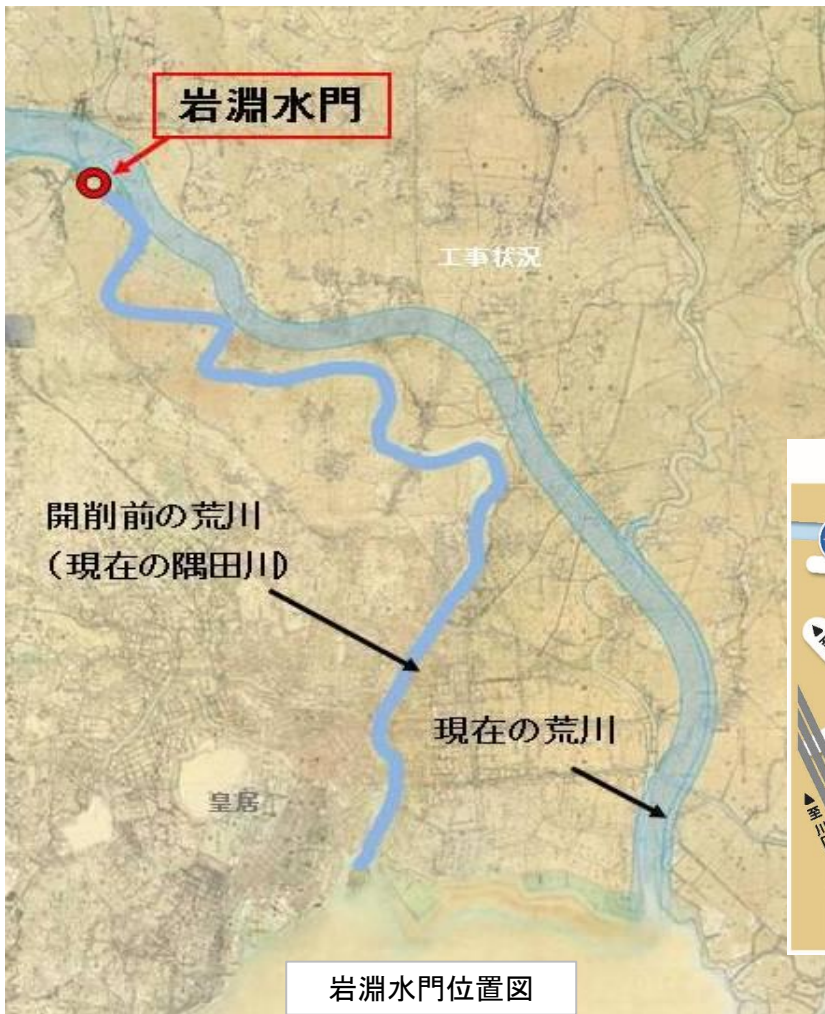 岩淵水門
工事状況
開削前の荒川
(現在の隅田川)
現在の荒川
皇居
岩淵水門位置図